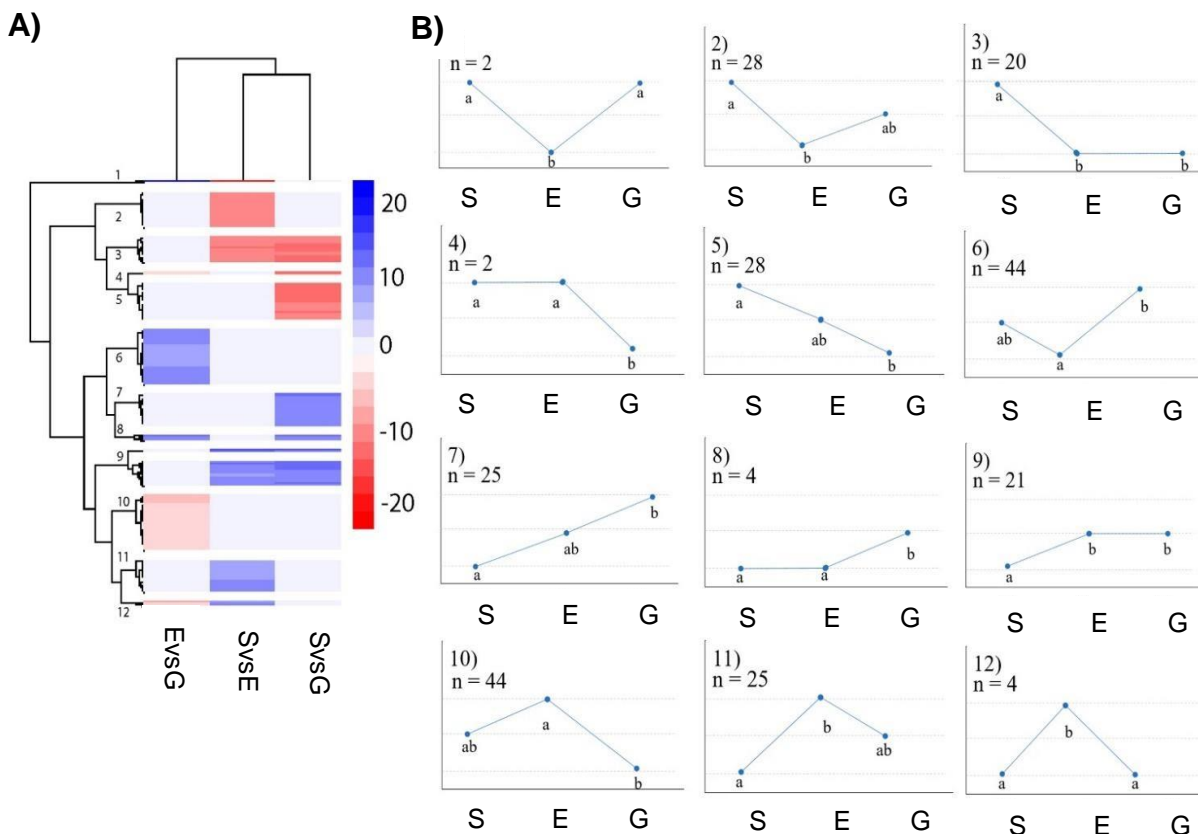 A)
1
2
3
4
5
6
7
8
9
10
11
12
20
10
0
-10
-20
EvsG
SvsE
SvsG
B)
n = 2
a
b
a
S E G
2)
n = 28
a
b
ab
S E G
3)
n = 20
a
b
b
S E G
4)
n = 2
a
a
b
S E G
5)
n = 28
a
ab
b
S E G
6)
n = 44
ab
a
b
S E G
7)
n = 25
a
ab
b
S E G
8)
n = 4
a
a
b
S E G
9)
n = 21
a
b
b
S E G
10)
n = 44
ab
a
b
S E G
11)
n = 25
a
b
ab
S E G
12)
n = 4
a
b
a
S E G